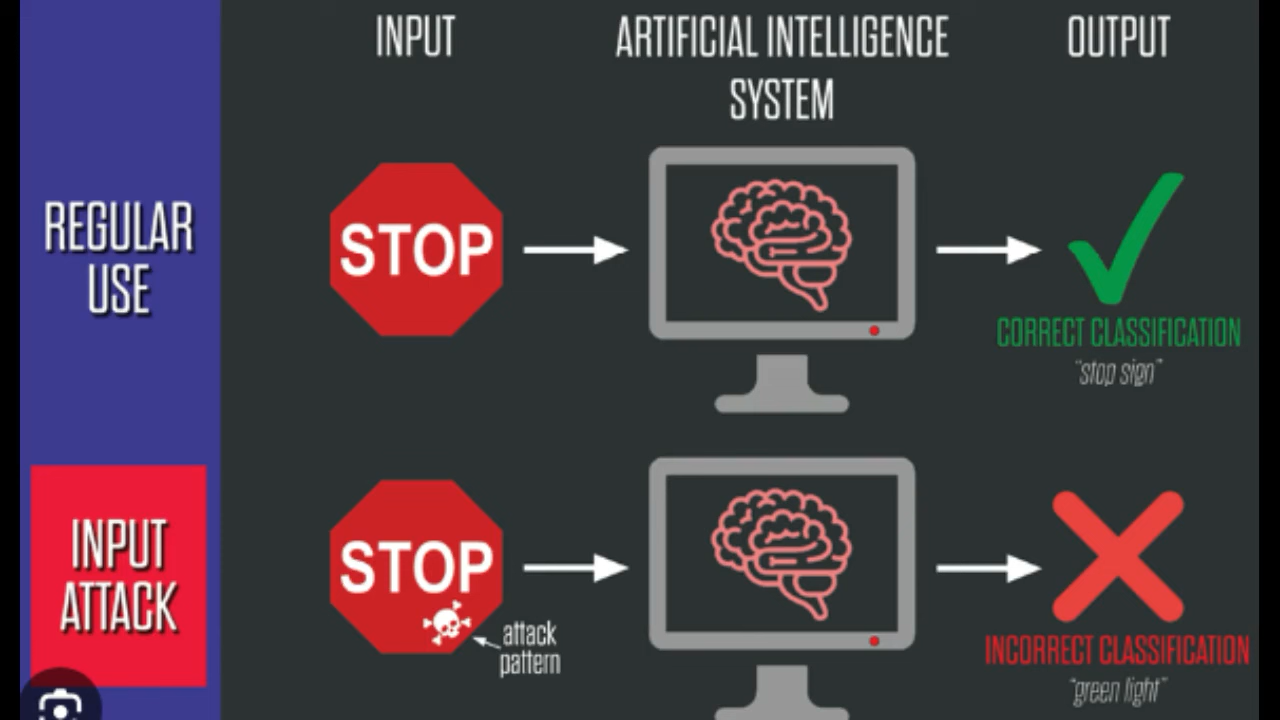 INPUT
ARTIFICIAL INTELLIGENCE
SYSTEM
OUTPUT
REGULAR
USE
STOP
CORRECT CLASSIFICATION
"stop sign"
INPUT
ATTACK
STOP
attack
pattern
INCORRECT CLASSIFICATION
"green light"